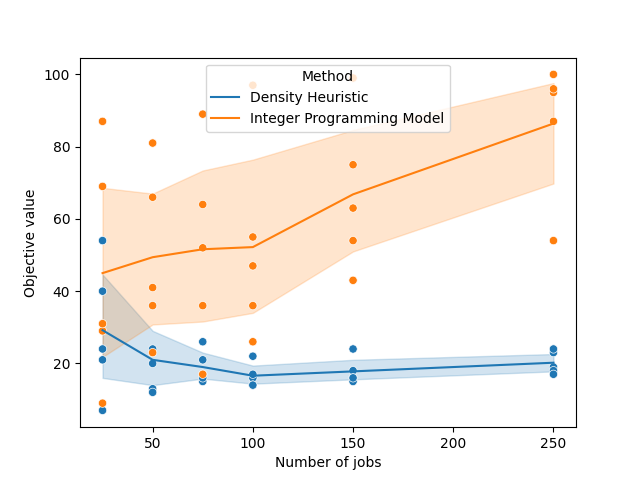 Method
Density Heuristic
Integer Programming Model
Objective value
100
80
60
40
20
50
100
150
200
250
Number of jobs